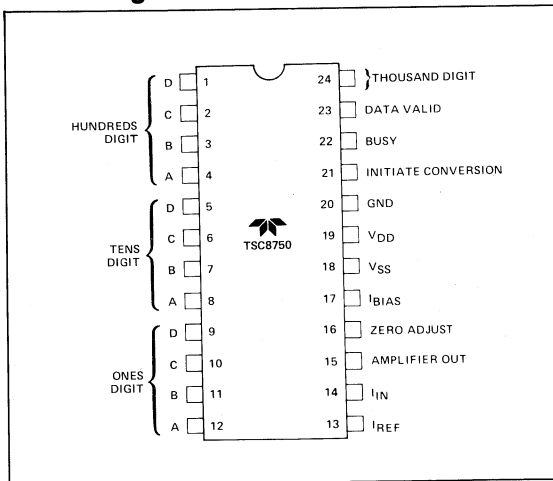 D 1
C 2
B 3
A 4
HUNDREDS
DIGIT
D 5
C 6
B 7
A 8
TENS
DIGIT
D 9
C 10
B 11
A 12
ONES
DIGIT
TSC8750
24 THOUSAND DIGIT
23 DATA VALID
22 BUSY
21 INITIATE CONVERSION
20 GND
19 VDD
18 VSS
17 IBIAS
16 ZERO ADJUST
15 AMPLIFIER OUT
14 IIN
13 IREF